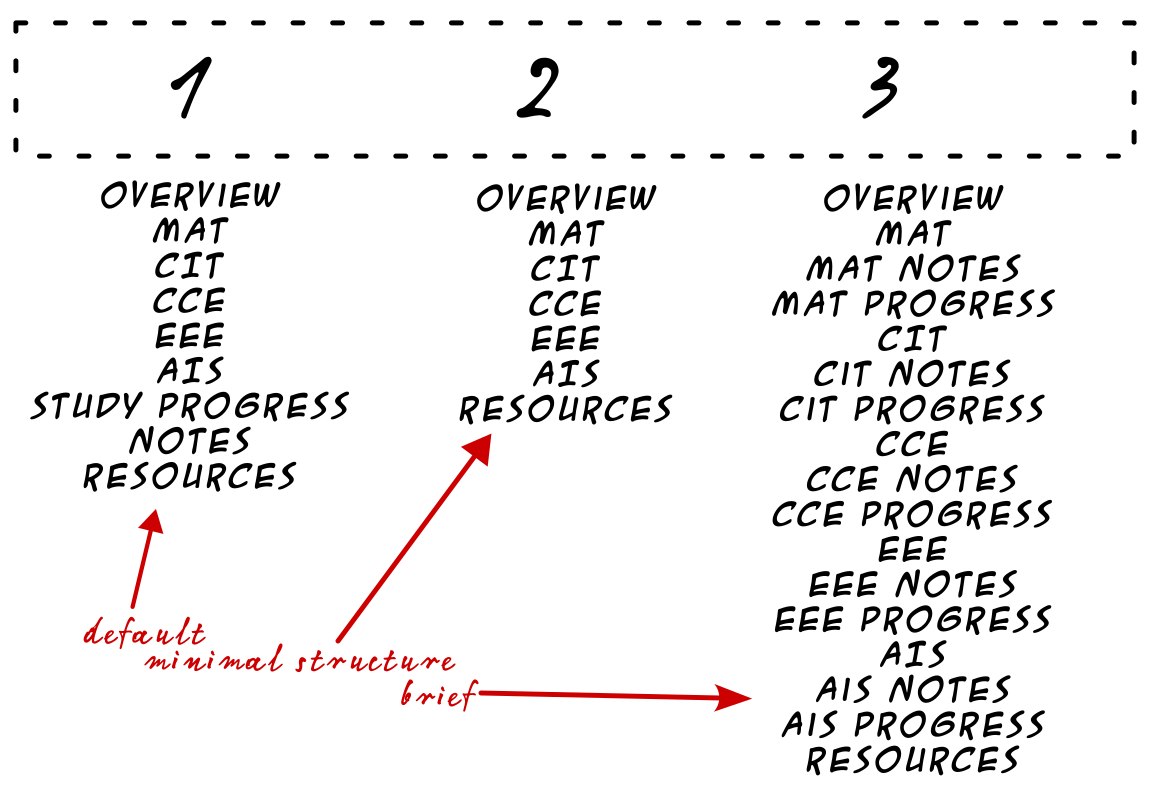 1
2
3
OVERVIEW
MAT
CIT
CCE
EEE
AIS
STUDY PROGRESS
NOTES
RESOURCES
OVERVIEW
MAT
CIT
CCE
EEE
AIS
RESOURCES
OVERVIEW
MAT
MAT NOTES
MAT PROGRESS
CIT
CIT NOTES
CIT PROGRESS
CCE
CCE NOTES
CCE PROGRESS
EEE
EEE NOTES
EEE PROGRESS
AIS
AIS NOTES
AIS PROGRESS
RESOURCES
default
minimal structure
brief